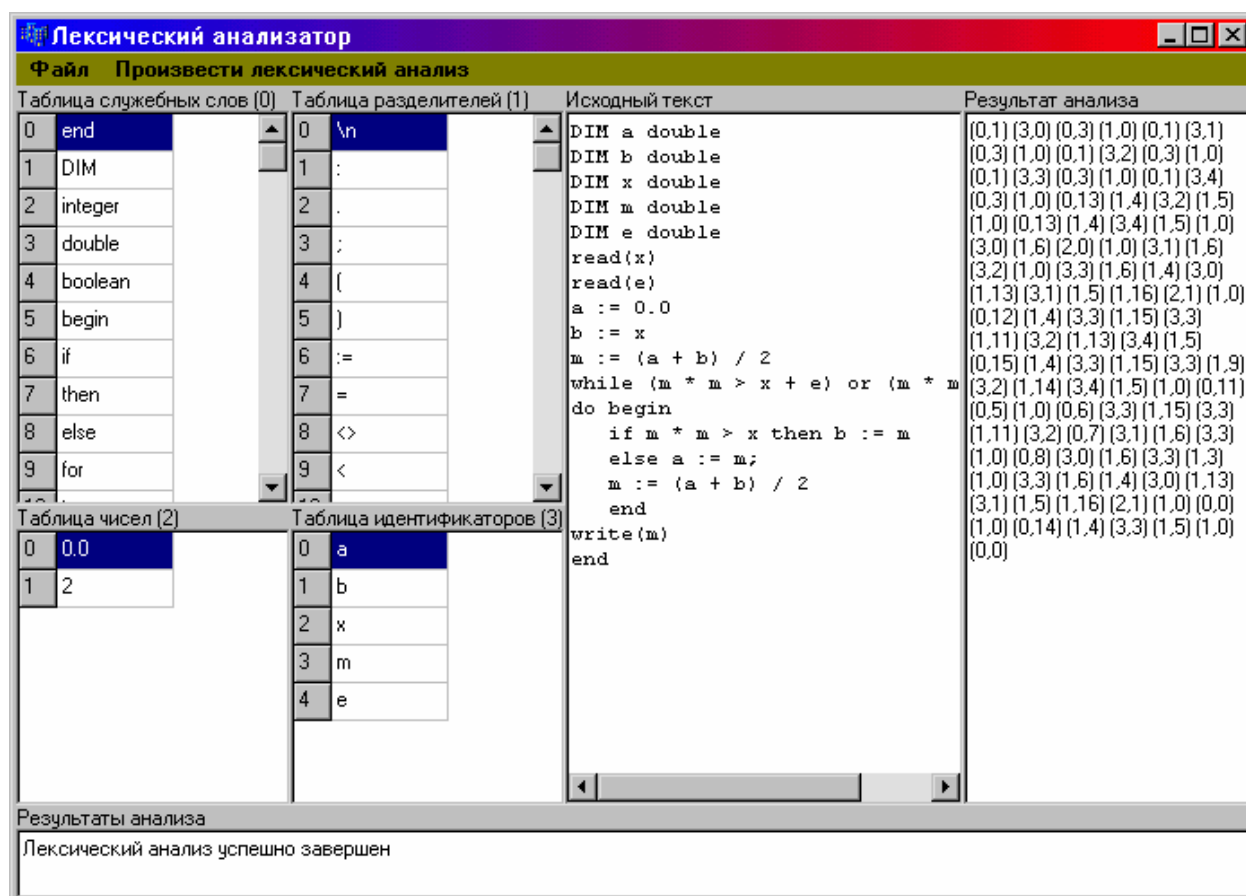 Лексический анализатор
Файл Произвести лексический анализ
Таблица служебных слов (0)
0 end
1 DIM
2 integer
3 double
4 boolean
5 begin
6 if
7 then
8 else
9 for
Таблица разделителей (1)
0 \n
1 :
2 .
3 ;
4 (
5 )
6 :=
7 =
8 <>
9 <
Исходный текст
DIM a double
DIM b double
DIM x double
DIM m double
DIM e double
read(x)
read(e)
a := 0.0
b := x
m := (a + b) / 2
while (m * m > x + e) or (m * m
do begin
if m * m > x then b := m
else a := m;
m := (a + b) / 2
end
write(m)
end
Результат анализа
(0,1) (3,0) (0,3) (1,0) (0,1) (3,1)
(0,3) (1,0) (0,1) (3,2) (0,3) (1,0)
(0,1) (3,3) (0,3) (1,0) (0,1) (3,4)
(0,3) (1,0) (0,13) (1,4) (3,2) (1,5)
(1,0) (0,13) (1,4) (3,4) (1,5) (1,0)
(3,0) (1,6) (2,0) (1,0) (3,1) (1,6)
(3,2) (1,0) (3,3) (1,6) (1,4) (3,0)
(1,13) (3,1) (1,5) (1,16) (2,1) (1,0)
(0,12) (1,4) (3,3) (1,15) (3,3)
(1,11) (3,2) (1,13) (3,4) (1,5)
(0,15) (1,4) (3,3) (1,15) (3,3) (1,9)
(3,2) (1,14) (3,4) (1,5) (1,0) (0,11)
(0,5) (1,0) (0,6) (3,3) (1,15) (3,3)
(1,11) (3,2) (0,7) (3,1) (1,6) (3,3)
(1,0) (0,8) (3,0) (1,6) (3,3) (1,3)
(1,0) (3,3) (1,6) (1,4) (3,0) (1,13)
(3,1) (1,5) (1,16) (2,1) (1,0) (0,0)
(1,0) (0,14) (1,4) (3,3) (1,5) (1,0)
(0,0)
Таблица чисел (2)
0 0.0
1 2
Таблица идентификаторов (3)
0 a
1 b
2 x
3 m
4 e
Результаты анализа
Лексический анализ успешно завершен